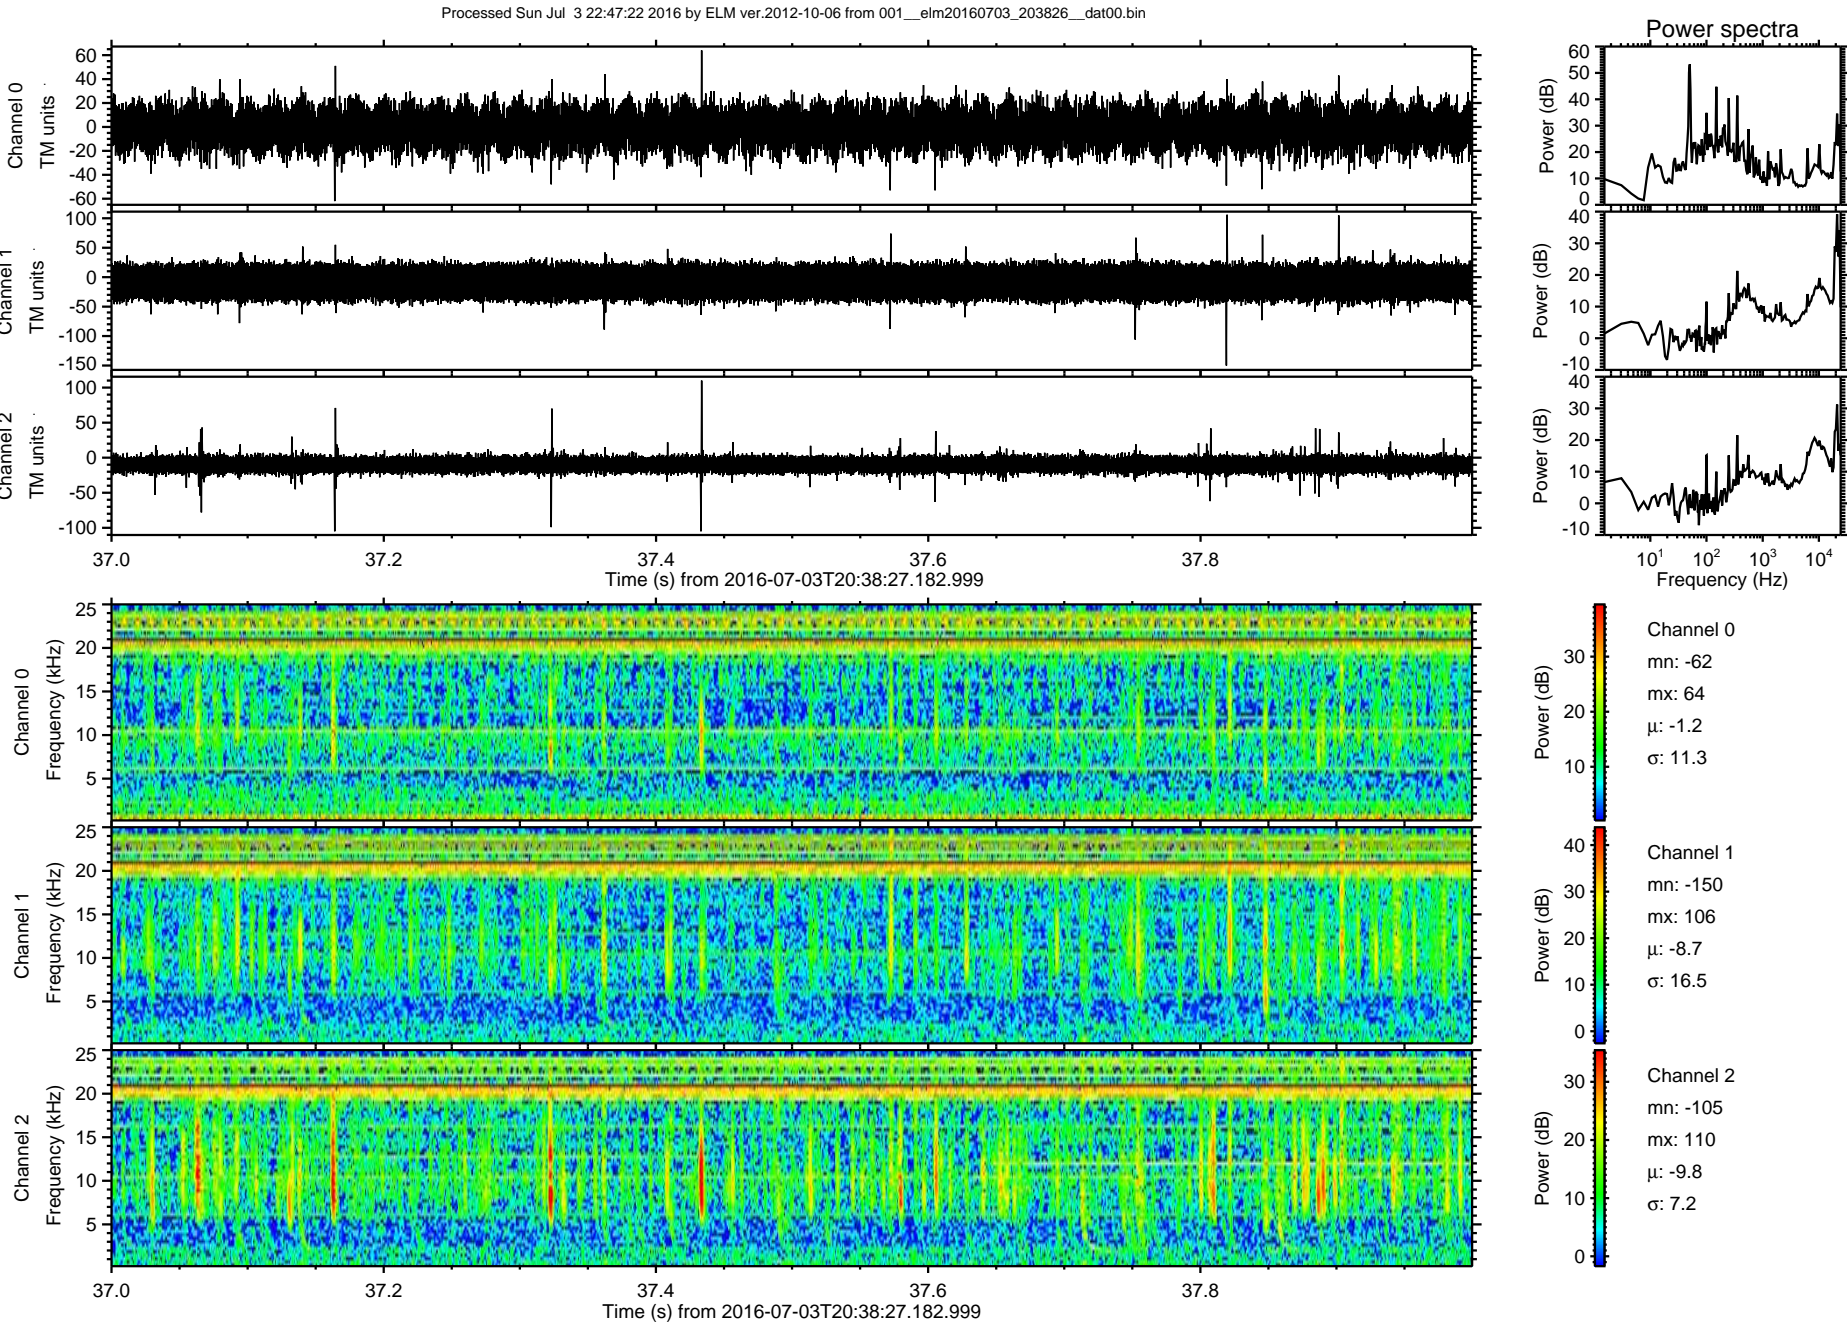 Processed Sun Jul 3 22:47:22 2016 by ELM ver.2012-10-06 from 001__elm20160703_203826__dat00.bin
Power spectra
Channel 0
TM units
60
40
20
0
-20
-40
-60
Power (dB)
60
50
40
30
20
10
0
Channel 1
TM units
100
50
0
-50
-100
-150
Power (dB)
40
30
20
10
0
-10
Channel 2
TM units
100
50
0
-50
-100
Power (dB)
40
30
20
10
0
-10
37.0 37.2 37.4 37.6 37.8
Time (s) from 2016-07-03T20:38:27.182.999
10^1 10^2 10^3 10^4
Frequency (Hz)
Channel 0
Frequency (kHz)
25
20
15
10
5
Power (dB)
30
20
10
Channel 0
mn: -62
mx: 64
μ: -1.2
σ: 11.3
Channel 1
Frequency (kHz)
25
20
15
10
5
Power (dB)
40
30
20
10
0
Channel 1
mn: -150
mx: 106
μ: -8.7
σ: 16.5
Channel 2
Frequency (kHz)
25
20
15
10
5
Power (dB)
30
20
10
0
Channel 2
mn: -105
mx: 110
μ: -9.8
σ: 7.2
37.0 37.2 37.4 37.6 37.8
Time (s) from 2016-07-03T20:38:27.182.999